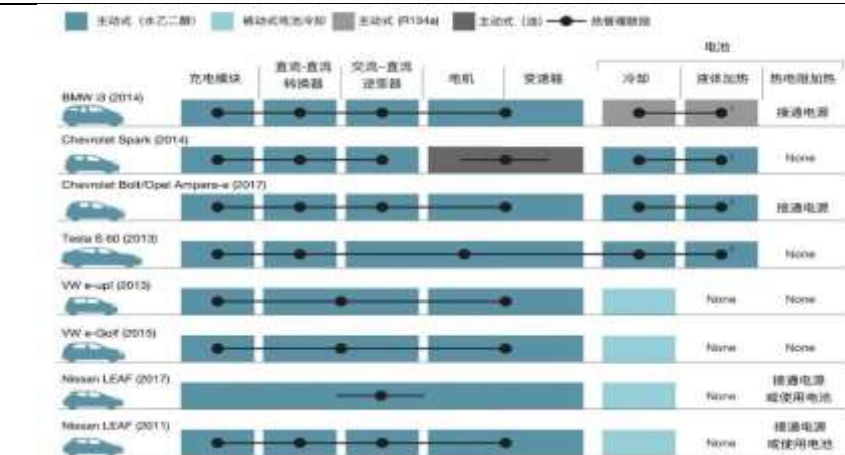 主动式 (水乙二醇) 被动式电池冷却 主动式 (R134a) 主动式 (油) 热管理联用
电池
充电模块 直流-直流 交流-直流 电机 变速器 冷却 液体加热 热电阻加热
转换器 逆变器
BMW i3 (2014)
接通电源
Chevrolet Spark (2014)
None
Chevrolet Bolt/Opel Ampera-e (2017)
接通电源
Tesla S 60 (2013)
None
VW e-up! (2013)
None None
VW e-Golf (2015)
None None
Nissan LEAF (2017)
接通电源
None 或使用电池
Nissan LEAF (2011)
接通电源
None 或使用电池